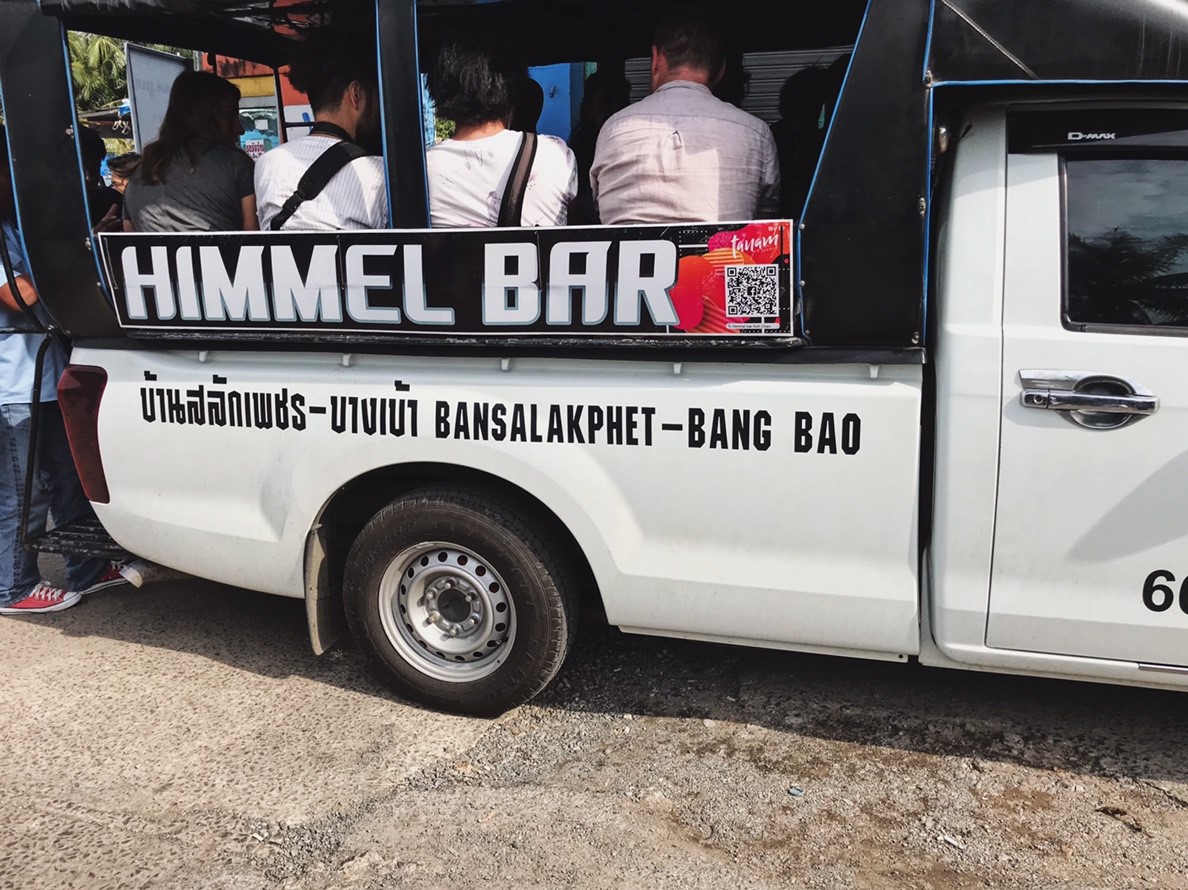 D-MAX
HIMMEL BAR
tanam
บ้านสลักเพชร-บางเบ้า BANSALAKPHET-BANG BAO
60